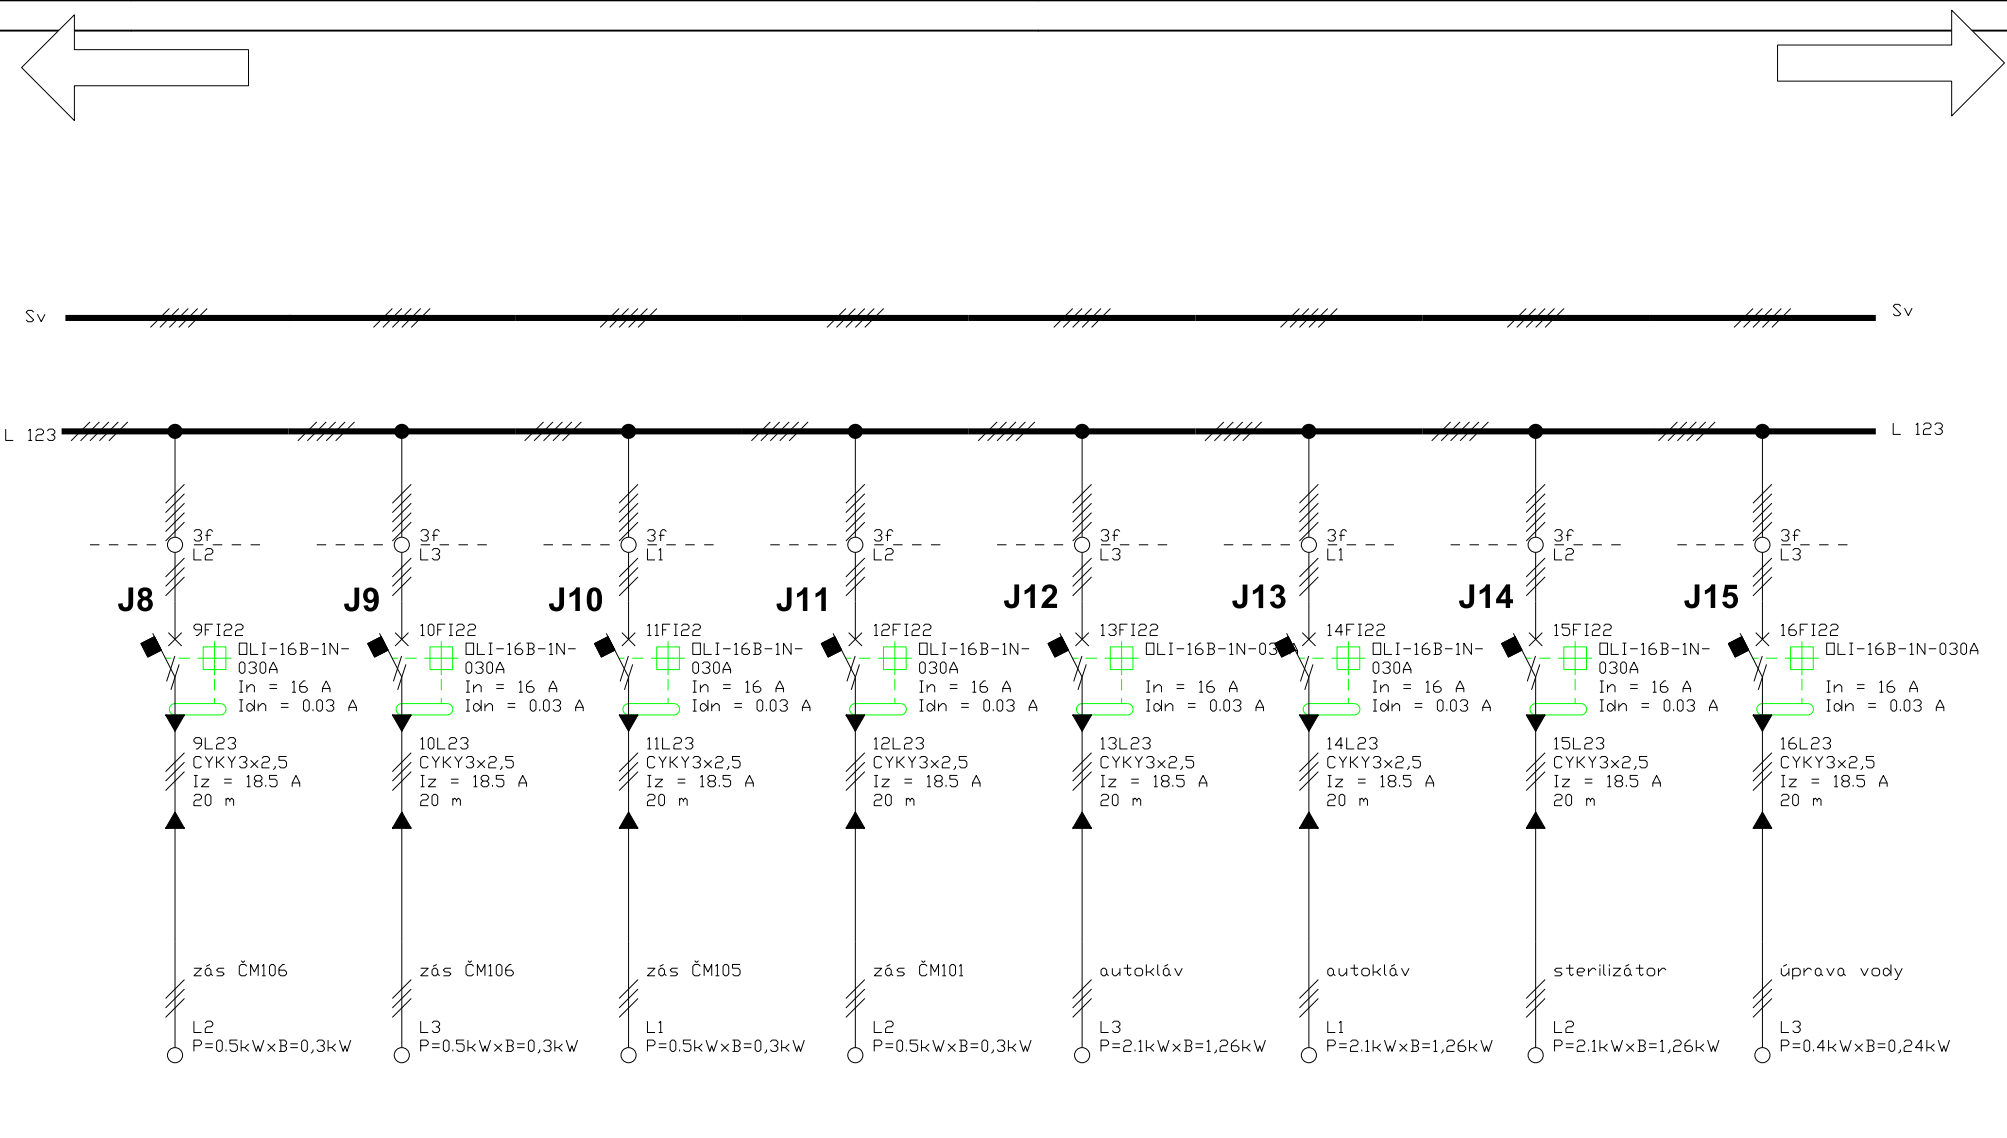 Sv
Sv
L 123
L 123
3f
L2
J8
9FI22
OLI-16B-1N-
030A
In = 16 A
Idn = 0.03 A
9L23
CYKY3x2,5
Iz = 18.5 A
20 m
zás ČM106
L2
P=0.5kWxB=0,3kW
3f
L3
J9
10FI22
OLI-16B-1N-
030A
In = 16 A
Idn = 0.03 A
10L23
CYKY3x2,5
Iz = 18.5 A
20 m
zás ČM106
L3
P=0.5kWxB=0,3kW
3f
L1
J10
11FI22
OLI-16B-1N-
030A
In = 16 A
Idn = 0.03 A
11L23
CYKY3x2,5
Iz = 18.5 A
20 m
zás ČM105
L1
P=0.5kWxB=0,3kW
3f
L2
J11
12FI22
OLI-16B-1N-
030A
In = 16 A
Idn = 0.03 A
12L23
CYKY3x2,5
Iz = 18.5 A
20 m
zás ČM101
L2
P=0.5kWxB=0,3kW
3f
L3
J12
13FI22
OLI-16B-1N-030A
In = 16 A
Idn = 0.03 A
13L23
CYKY3x2,5
Iz = 18.5 A
20 m
autokláv
L3
P=2.1kWxB=1,26kW
3f
L1
J13
14FI22
OLI-16B-1N-
030A
In = 16 A
Idn = 0.03 A
14L23
CYKY3x2,5
Iz = 18.5 A
20 m
autokláv
L1
P=2.1kWxB=1,26kW
3f
L2
J14
15FI22
OLI-16B-1N-
030A
In = 16 A
Idn = 0.03 A
15L23
CYKY3x2,5
Iz = 18.5 A
20 m
sterilizátor
L2
P=2.1kWxB=1,26kW
3f
L3
J15
16FI22
OLI-16B-1N-030A
In = 16 A
Idn = 0.03 A
16L23
CYKY3x2,5
Iz = 18.5 A
20 m
úprava vody
L3
P=0.4kWxB=0,24kW